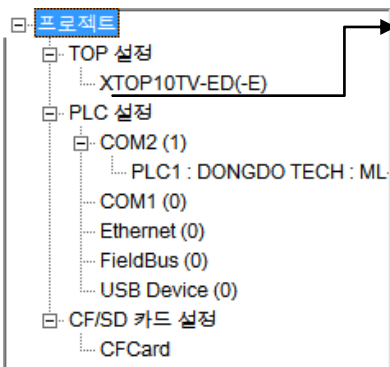 프로젝트
TOP 설정
XTOP10TV-ED(-E)
PLC 설정
COM2 (1)
PLC1 : DONGDO TECH : ML
COM1 (0)
Ethernet (0)
FieldBus (0)
USB Device (0)
CF/SD 카드 설정
CFCard